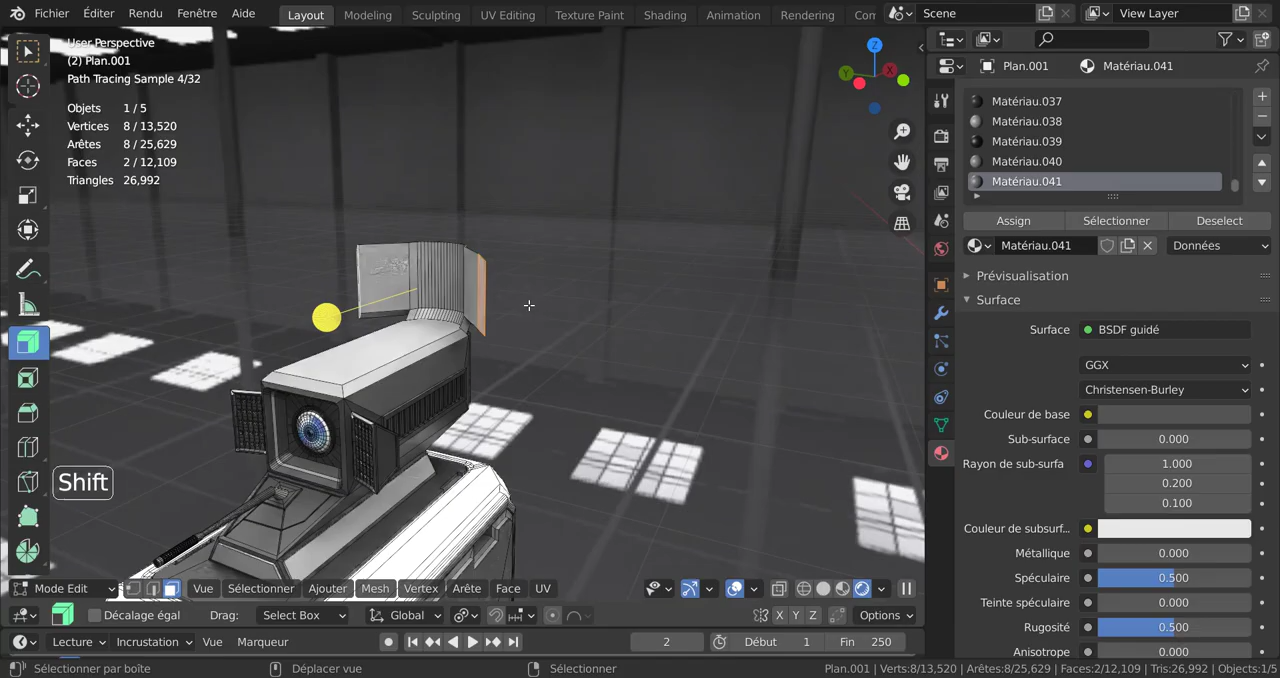 Fichier Éditer Rendu Fenêtre Aide Layout Modeling Sculpting UV Editing Texture Paint Shading Animation Rendering Com Scene View Layer
User Perspective
(2) Plan.001
Path Tracing Sample 4/32
Objets 1 / 5
Vertices 8 / 13,520
Arêtes 8 / 25,629
Faces 2 / 12,109
Triangles 26,992
Z
Y
X
Shift
Plan.001 Matériau.041
Matériau.037
Matériau.038
Matériau.039
Matériau.040
Matériau.041
Assign Sélectionner Deselect
Matériau.041 Données
Prévisualisation
Surface
Surface BSDF guidé
GGX
Christensen-Burley
Couleur de base
Sub-surface 0.000
Rayon de sub-surfa 1.000
0.200
0.100
Couleur de subsurf...
Métallique 0.000
Spéculaire 0.500
Teinte spéculaire 0.000
Rugosité 0.500
Anisotrope 0.000
Mode Edit Vue Sélectionner Ajouter Mesh Vertex Arête Face UV
Décalage égal Drag: Select Box Global X Y Z Options
Lecture Incrustation Vue Marqueur 2 Début 1 Fin 250
Sélectionner par boîte Déplacer vue Sélectionner Plan.001 | Verts:8/13,520 | Arêtes:8/25,629 | Faces:2/12,109 | Tris:26,992 | Objects:1/5